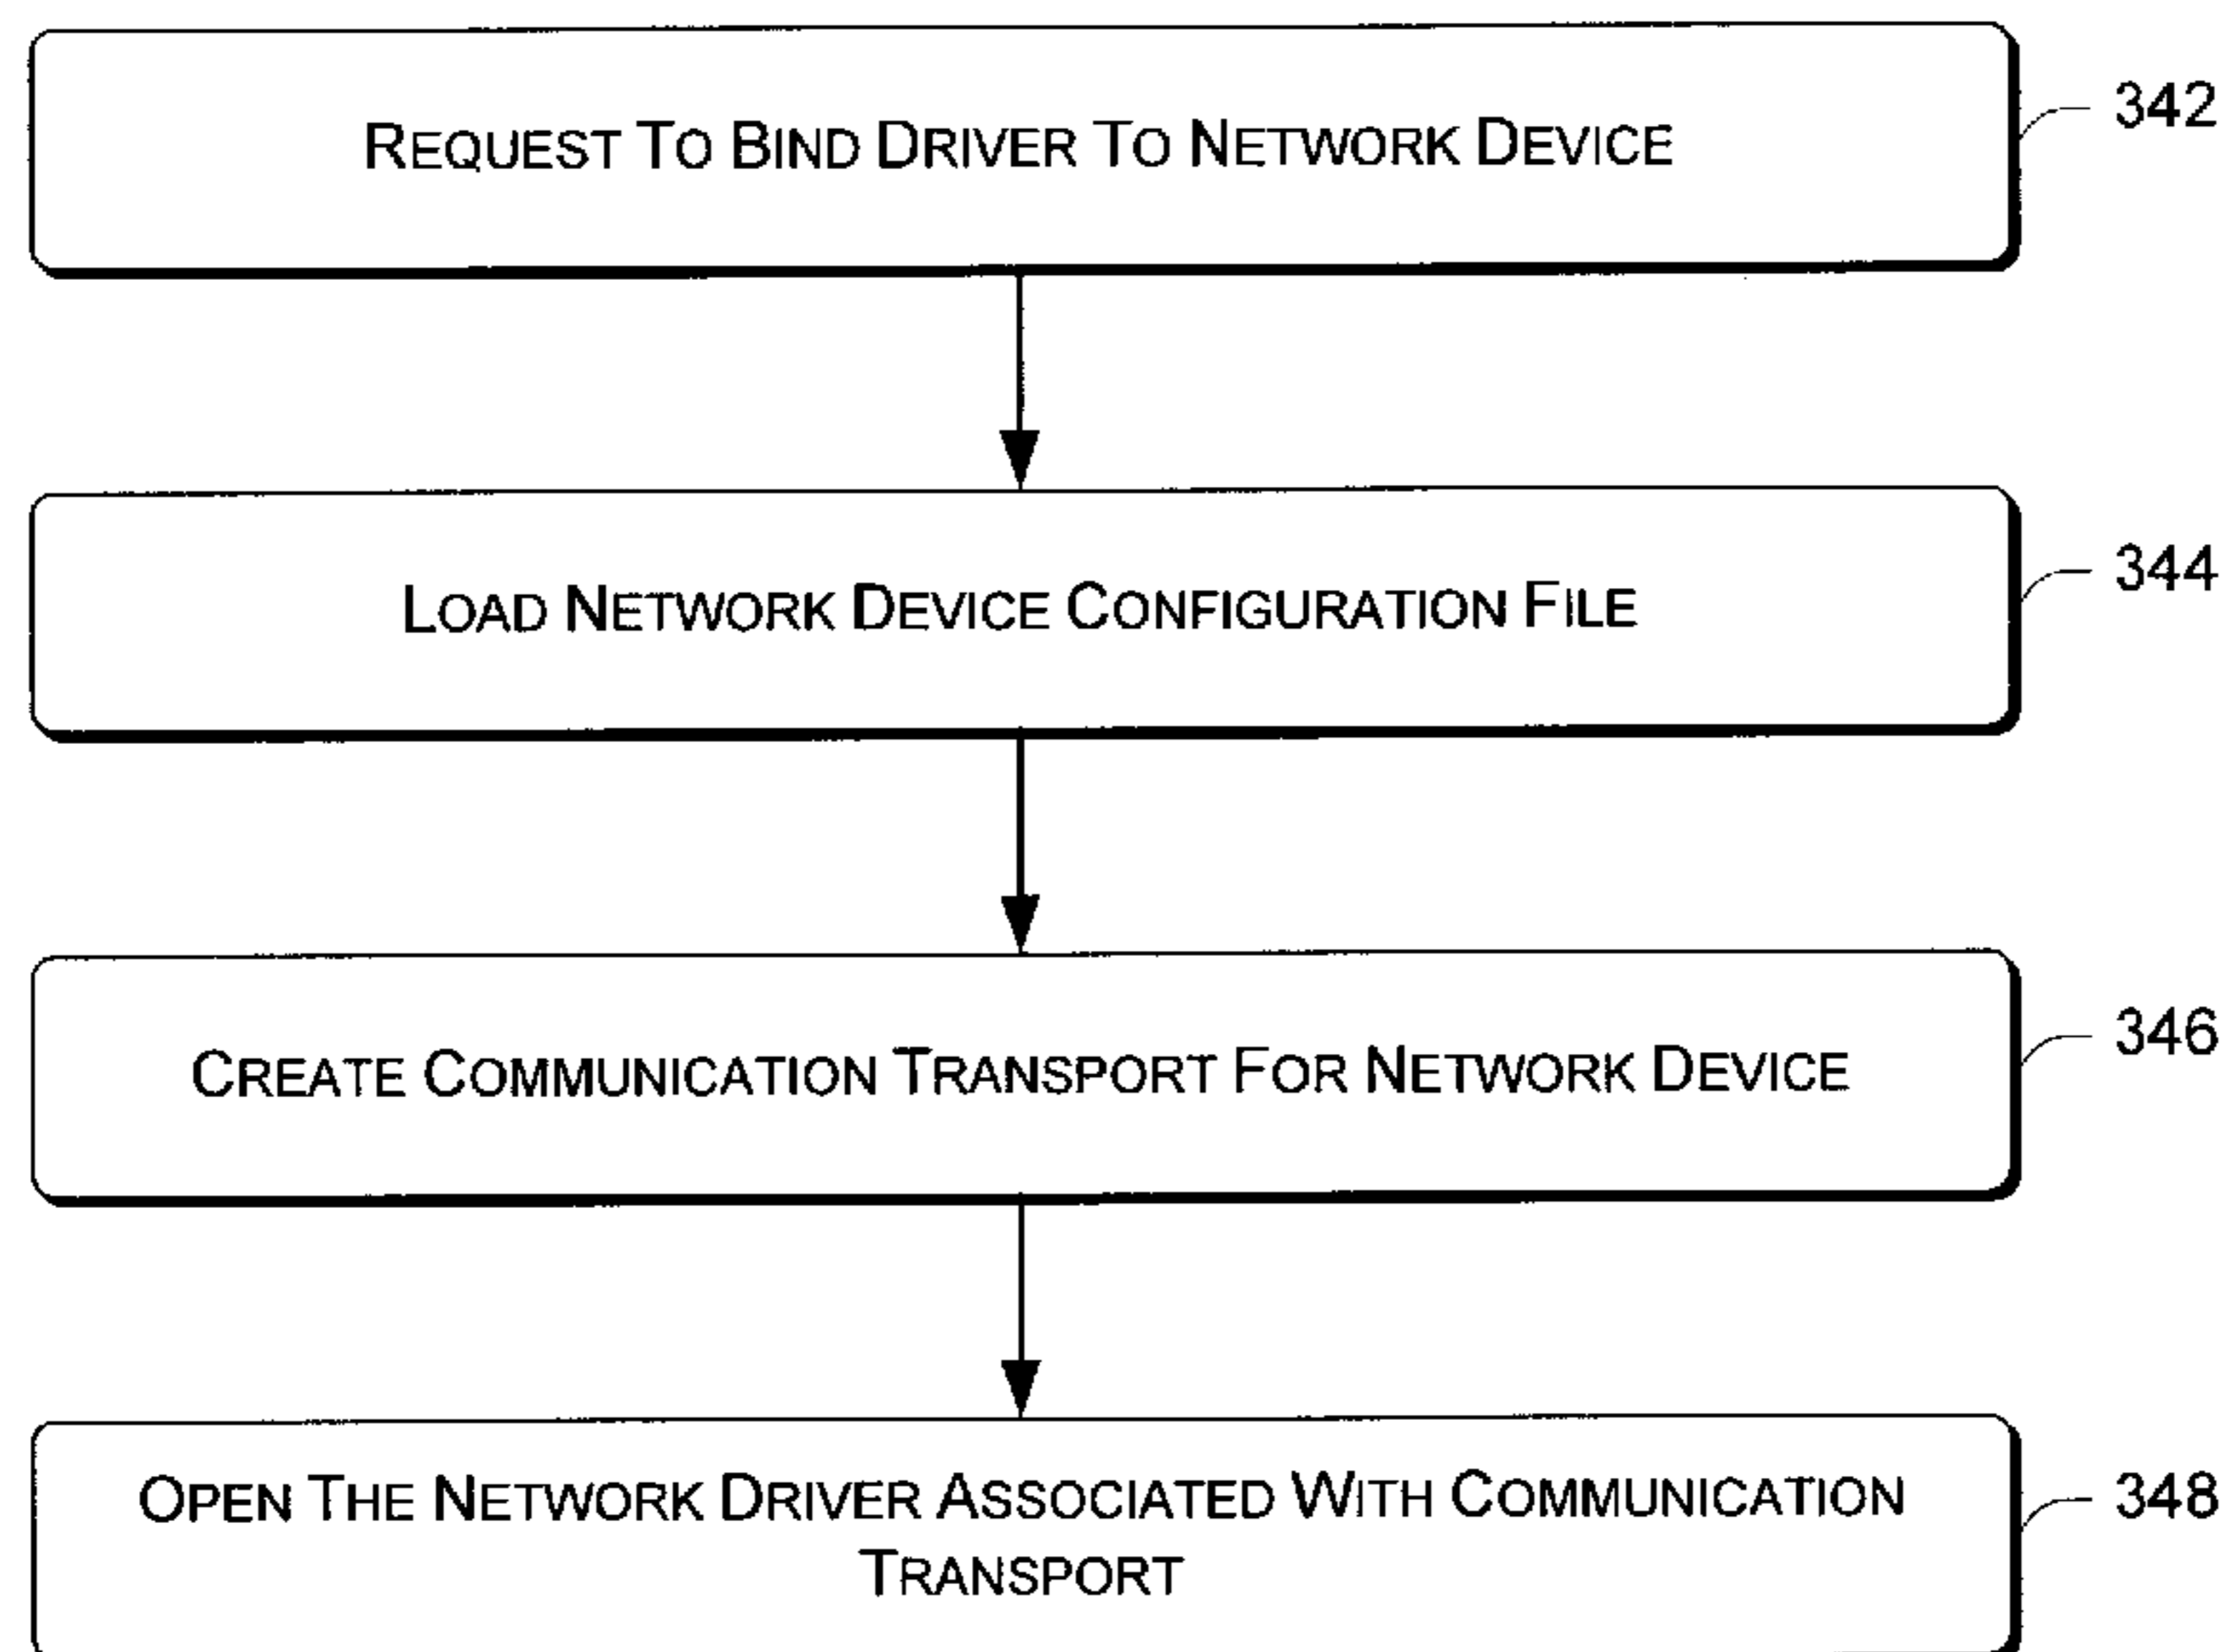 REQUEST TO BIND DRIVER TO NETWORK DEVICE
342
LOAD NETWORK DEVICE CONFIGURATION FILE
344
CREATE COMMUNICATION TRANSPORT FOR NETWORK DEVICE
346
OPEN THE NETWORK DRIVER ASSOCIATED WITH COMMUNICATION
TRANSPORT
348